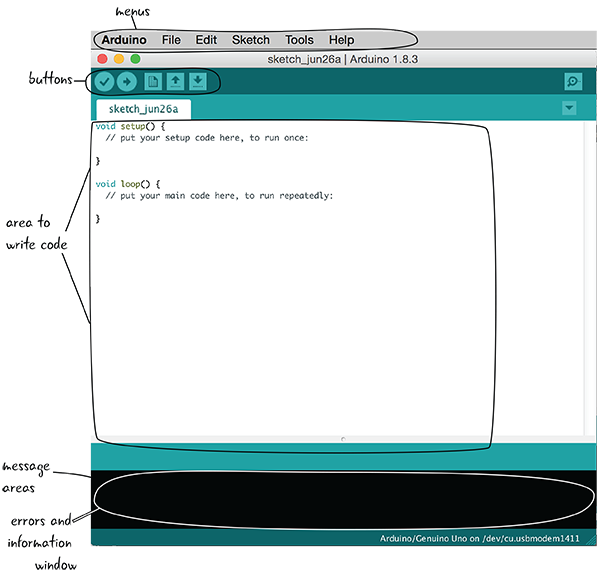 menus
Arduino File Edit Sketch Tools Help
sketch_jun26a | Arduino 1.8.3
buttons
sketch_jun26a
void setup() {
// put your setup code here, to run once:
}
void loop() {
// put your main code here, to run repeatedly:
}
area to
write code
message
areas
errors and
information
window
Arduino/Genuino Uno on /dev/cu.usbmodem1411